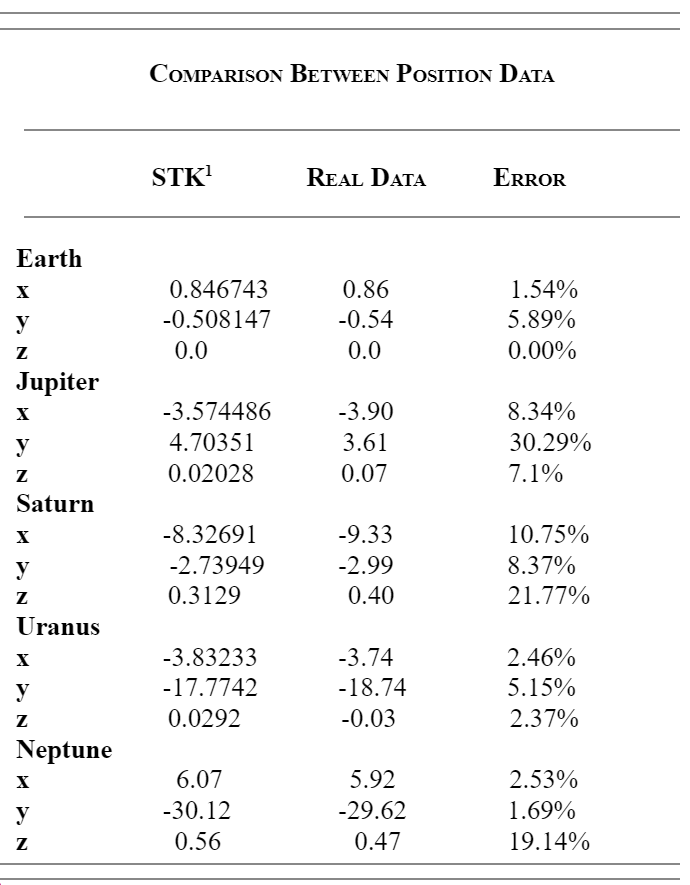 COMPARISON BETWEEN POSITION DATA
STK¹ REAL DATA ERROR
Earth
x 0.846743 0.86 1.54%
y -0.508147 -0.54 5.89%
z 0.0 0.0 0.00%
Jupiter
x -3.574486 -3.90 8.34%
y 4.70351 3.61 30.29%
z 0.02028 0.07 7.1%
Saturn
x -8.32691 -9.33 10.75%
y -2.73949 -2.99 8.37%
z 0.3129 0.40 21.77%
Uranus
x -3.83233 -3.74 2.46%
y -17.7742 -18.74 5.15%
z 0.0292 -0.03 2.37%
Neptune
x 6.07 5.92 2.53%
y -30.12 -29.62 1.69%
z 0.56 0.47 19.14%